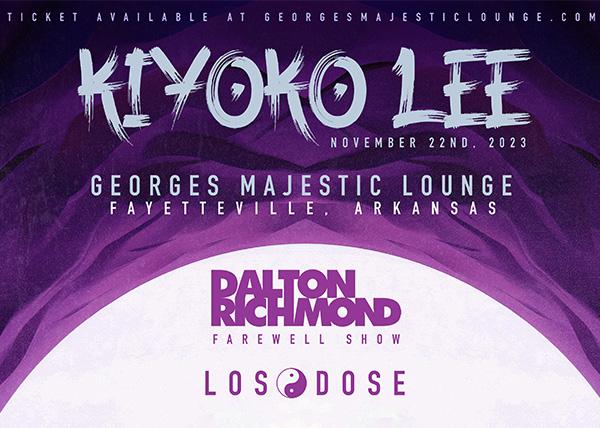 TICKET AVAILABLE AT GEORGESMAJESTICLOUNGE.COM
KIYOKO LEE
NOVEMBER 22ND, 2023
GEORGES MAJESTIC LOUNGE
FAYETTEVILLE, ARKANSAS
DALTON
RICHMOND
FAREWELL SHOW
LOS DOSE